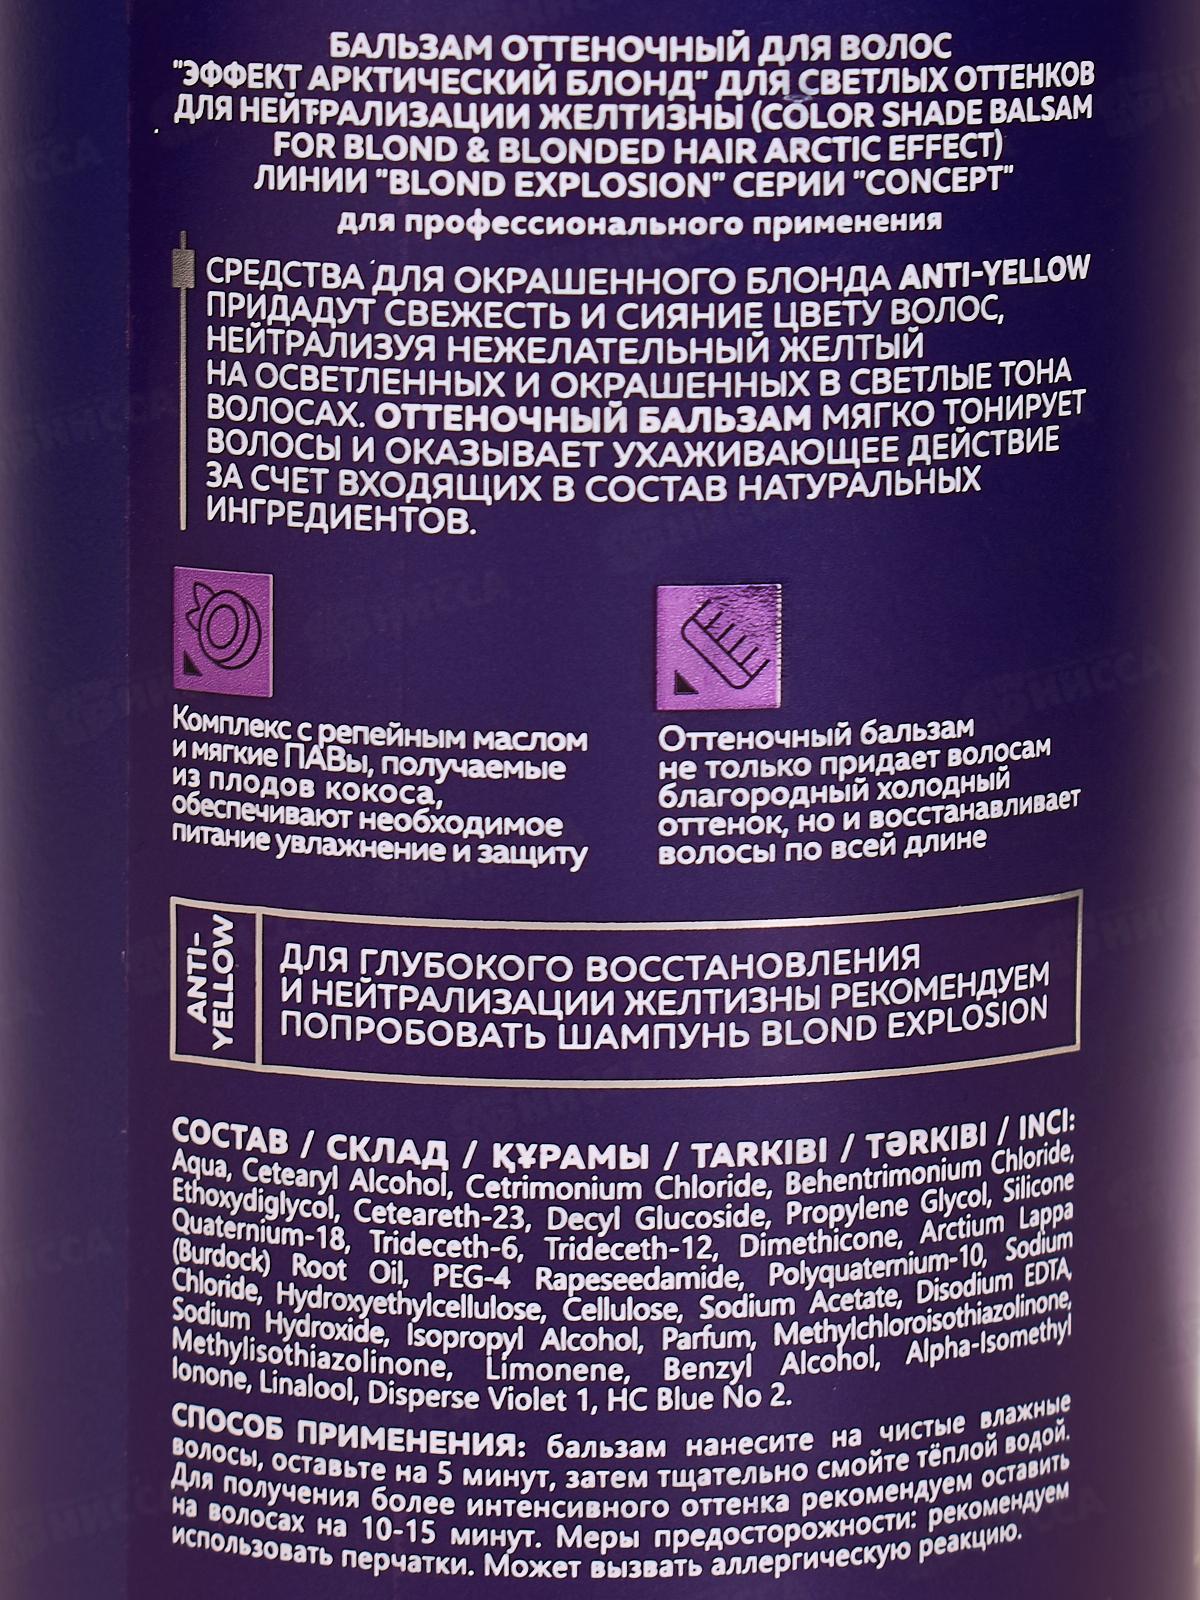 БАЛЬЗАМ ОТТЕНОЧНЫЙ ДЛЯ ВОЛОС
"ЭФФЕКТ АРКТИЧЕСКИЙ БЛОНД" ДЛЯ СВЕТЛЫХ ОТТЕНКОВ
ДЛЯ НЕЙТРАЛИЗАЦИИ ЖЕЛТИЗНЫ (COLOR SHADE BALSAM
FOR BLOND & BLONDED HAIR ARCTIC EFFECT)
ЛИНИИ "BLOND EXPLOSION" СЕРИИ "CONCEPT"
для профессионального применения
СРЕДСТВА ДЛЯ ОКРАШЕННОГО БЛОНДА ANTI-YELLOW
ПРИДАДУТ СВЕЖЕСТЬ И СИЯНИЕ ЦВЕТУ ВОЛОС,
НЕЙТРАЛИЗУЯ НЕЖЕЛАТЕЛЬНЫЙ ЖЕЛТЫЙ
НА ОСВЕТЛЕННЫХ И ОКРАШЕННЫХ В СВЕТЛЫЕ ТОНА
ВОЛОСАХ. ОТТЕНОЧНЫЙ БАЛЬЗАМ МЯГКО ТОНИРУЕТ
ВОЛОСЫ И ОКАЗЫВАЕТ УХАЖИВАЮЩЕЕ ДЕЙСТВИЕ
ЗА СЧЕТ ВХОДЯЩИХ В СОСТАВ НАТУРАЛЬНЫХ
ИНГРЕДИЕНТОВ.
Комплекс с репейным маслом
и мягкие ПАВы, получаемые
из плодов кокоса,
обеспечивают необходимое
питание увлажнение и защиту
Оттеночный бальзам
не только придает волосам
благородный холодный
оттенок, но и восстанавливает
волосы по всей длине
ANTI-
YELLOW
ДЛЯ ГЛУБОКОГО ВОССТАНОВЛЕНИЯ
И НЕЙТРАЛИЗАЦИИ ЖЕЛТИЗНЫ РЕКОМЕНДУЕМ
ПОПРОБОВАТЬ ШАМПУНЬ BLOND EXPLOSION
СОСТАВ / СКЛАД / ҚҰРАМЫ / TARKIBI / TƏRKIBI / INCI:
Aqua, Cetearyl Alcohol, Cetrimonium Chloride, Behentrimonium Chloride,
Ethoxydiglycol, Ceteareth-23, Decyl Glucoside, Propylene Glycol, Silicone
Quaternium-18, Trideceth-6, Trideceth-12, Dimethicone, Arctium Lappa
(Burdock) Root Oil, PEG-4 Rapeseedamide, Polyquaternium-10, Sodium
Chloride, Hydroxyethylcellulose, Cellulose, Sodium Acetate, Disodium EDTA,
Sodium Hydroxide, Isopropyl Alcohol, Parfum, Methylchloroisothiazolinone,
Methylisothiazolinone, Limonene, Benzyl Alcohol, Alpha-Isomethyl
Ionone, Linalool, Disperse Violet 1, HC Blue No 2.
СПОСОБ ПРИМЕНЕНИЯ: бальзам нанесите на чистые влажные
волосы, оставьте на 5 минут, затем тщательно смойте тёплой водой.
Для получения более интенсивного оттенка рекомендуем оставить
на волосах на 10-15 минут. Меры предосторожности: рекомендуем
использовать перчатки. Может вызвать аллергическую реакцию.